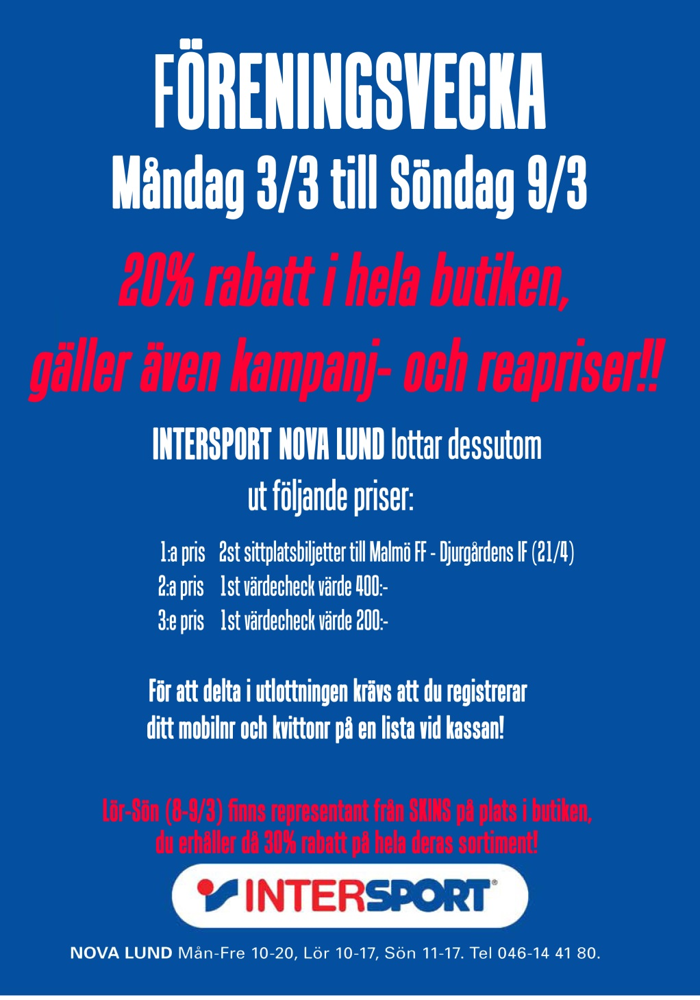 FÖRENINGSVECKA
Måndag 3/3 till Söndag 9/3
20% rabatt i hela butiken,
gäller även kampanj- och reapriser!!
INTERSPORT NOVA LUND lottar dessutom
ut följande priser:
1:a pris 2st sittplatsbiljetter till Malmö FF - Djurgårdens IF (21/4)
2:a pris 1st värdecheck värde 400:-
3:e pris 1st värdecheck värde 200:-
För att delta i utlottningen krävs att du registrerar
ditt mobilnr och kvittonr på en lista vid kassan!
Lör-Sön (8-9/3) finns representant från SKINS på plats i butiken,
du erhåller då 30% rabatt på hela deras sortiment!
INTERSPORT®
NOVA LUND Mån-Fre 10-20, Lör 10-17, Sön 11-17. Tel 046-14 41 80.